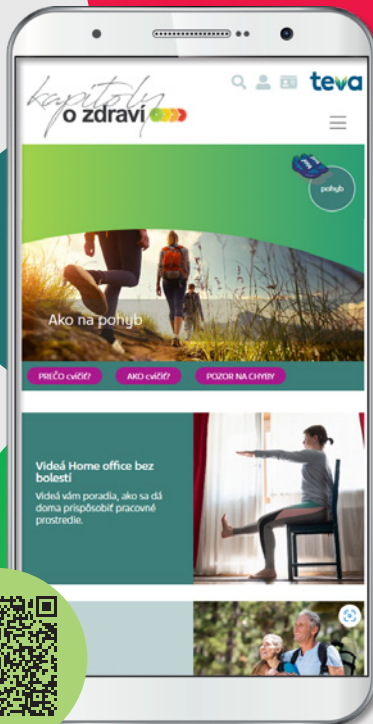 teva
kapitoly
o zdraví
pohyb
Ako na pohyb
PREČO cvičiť?
AKO cvičiť?
POZOR NA CHYBY
Videá Home office bez
bolestí
Videá vám poradia, ako sa dá
doma prispôsobiť pracovné
prostredie.